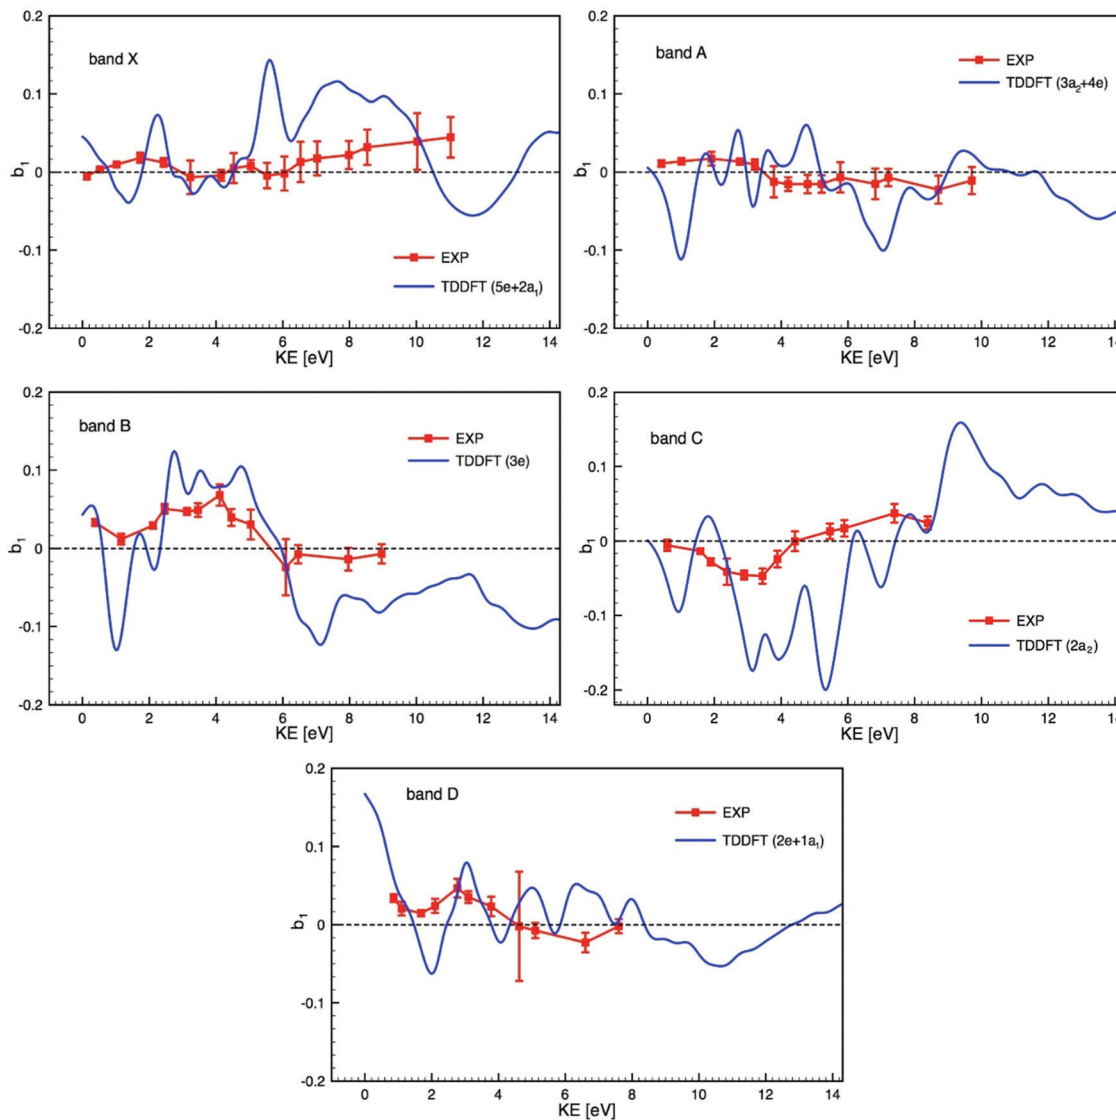 0.2
band X
0.1
b₁
0
-0.1
-0.2
EXP
TDDFT (5e+2a₁)
0 2 4 6 8 10 12 14
KE [eV]
0.2
band A
EXP
TDDFT (3a₂+4e)
0.1
b₁
0
-0.1
-0.2
0 2 4 6 8 10 12
KE [eV]
0.2
band B
EXP
TDDFT (3e)
0.1
b₁
0
-0.1
-0.2
0 2 4 6 8 10 12 14
KE [eV]
0.2
band C
0.1
b₁
0
-0.1
-0.2
EXP
TDDFT (2a₂)
0 2 4 6 8 10 12
KE [eV]
0.2
band D
EXP
TDDFT (2e+1a₁)
0.1
b₁
0
-0.1
-0.2
0 2 4 6 8 10 12 14
KE [eV]